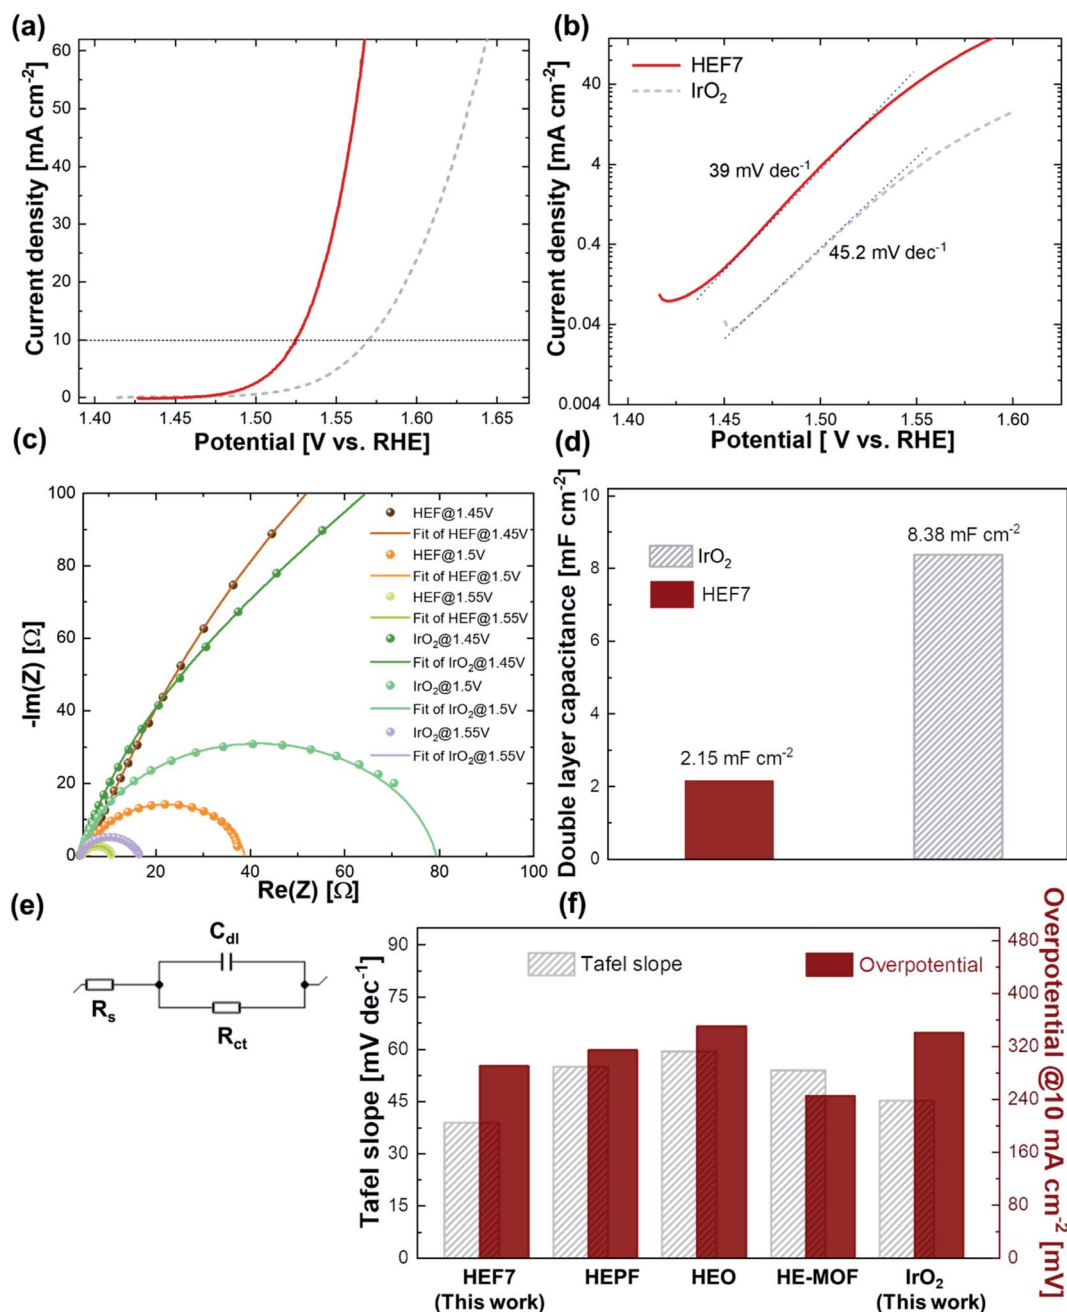 (a)
Current density [mA cm⁻²]
60
50
40
30
20
10
0
1.40 1.45 1.50 1.55 1.60 1.65
Potential [V vs. RHE]
(b)
Current density [mA cm⁻²]
40
4
0.4
0.04
0.004
HEF7
IrO₂
39 mV dec⁻¹
45.2 mV dec⁻¹
1.40 1.45 1.50 1.55 1.60
Potential [ V vs. RHE]
(c)
-Im(Z) [Ω]
100
80
60
40
20
0
HEF@1.45V
Fit of HEF@1.45V
HEF@1.5V
Fit of HEF@1.5V
HEF@1.55V
Fit of HEF@1.55V
IrO₂@1.45V
Fit of IrO₂@1.45V
IrO₂@1.5V
Fit of IrO₂@1.5V
IrO₂@1.55V
Fit of IrO₂@1.55V
20 40 60 80 100
Re(Z) [Ω]
(d)
Double layer capacitance [mF cm⁻²]
10
8
6
4
2
0
IrO₂
HEF7
2.15 mF cm⁻²
8.38 mF cm⁻²
(e)
C_dl
R_s
R_ct
(f)
Tafel slope [mV dec⁻¹]
90
75
60
45
30
15
0
Tafel slope
Overpotential
480
400
320
240
160
80
0
Overpotential @10 mA cm⁻² [mV]
HEF7 HEPF HEO HE-MOF IrO₂
(This work) (This work)